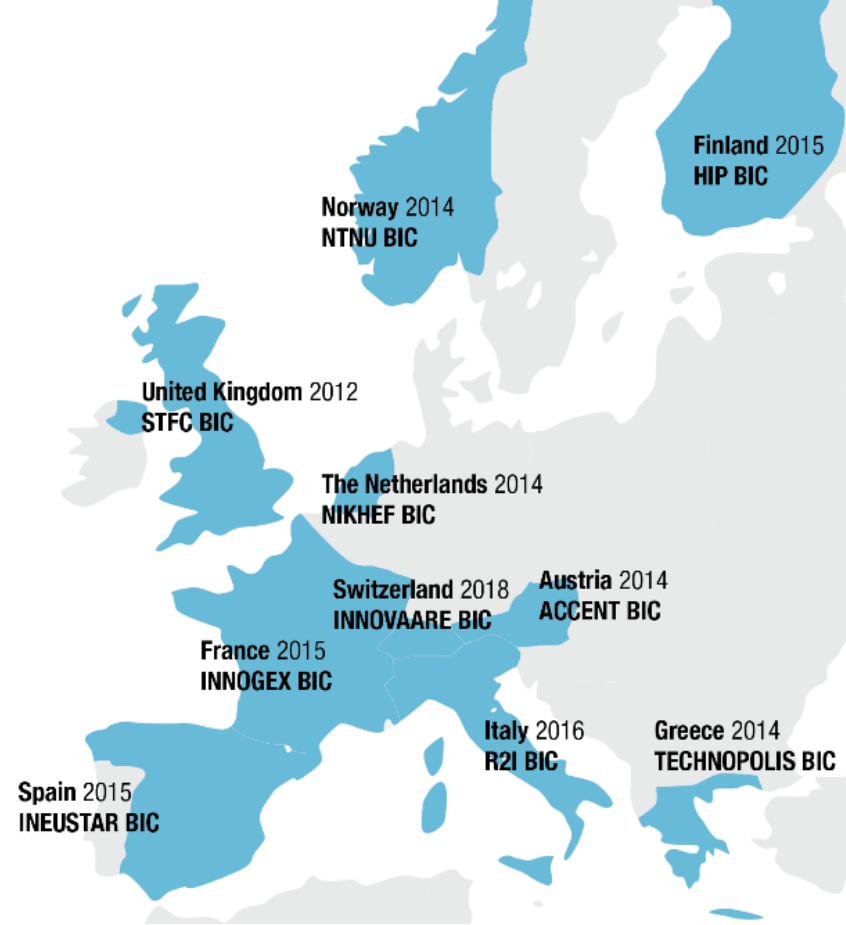 Finland 2015
HIP BIC
Norway 2014
NTNU BIC
United Kingdom 2012
STFC BIC
The Netherlands 2014
NIKHEF BIC
Switzerland 2018
INNOVAARE BIC
Austria 2014
ACCENT BIC
France 2015
INNOGEX BIC
Italy 2016
R2I BIC
Greece 2014
TECHNOPOLIS BIC
Spain 2015
INEUSTAR BIC